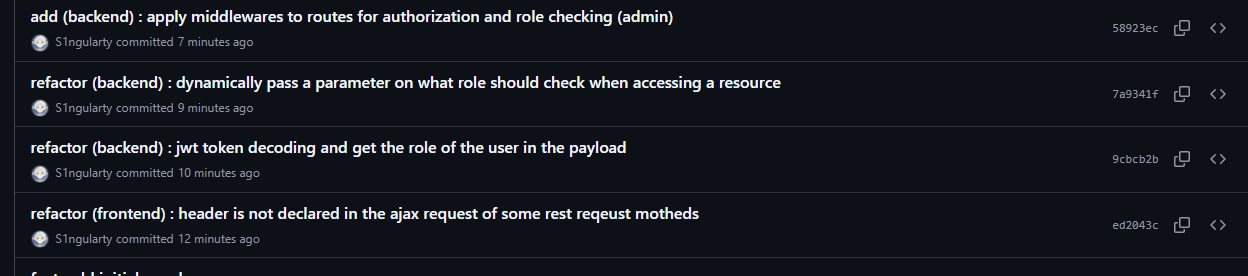 add (backend) : apply middlewares to routes for authorization and role checking (admin)
S1ngularty committed 7 minutes ago
58923ec
refactor (backend) : dynamically pass a parameter on what role should check when accessing a resource
S1ngularty committed 9 minutes ago
7a9341f
refactor (backend) : jwt token decoding and get the role of the user in the payload
S1ngularty committed 10 minutes ago
9cbcb2b
refactor (frontend) : header is not declared in the ajax request of some rest reqeust motheds
S1ngularty committed 12 minutes ago
ed2043c